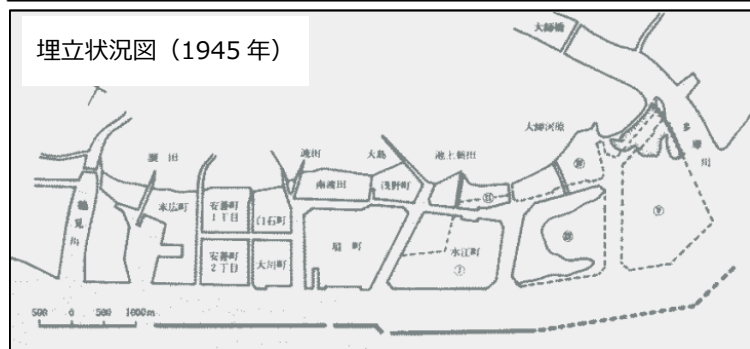 埋立状況図（1945 年）
大師橋
多摩川
大師河原
池上新田
大島
渡田
潮田
鶴見川
末広町
安善町
1丁目
白石町
南渡田
浅野町
安善町
2丁目
大川町
扇町
水江町
500 0 500 1000m